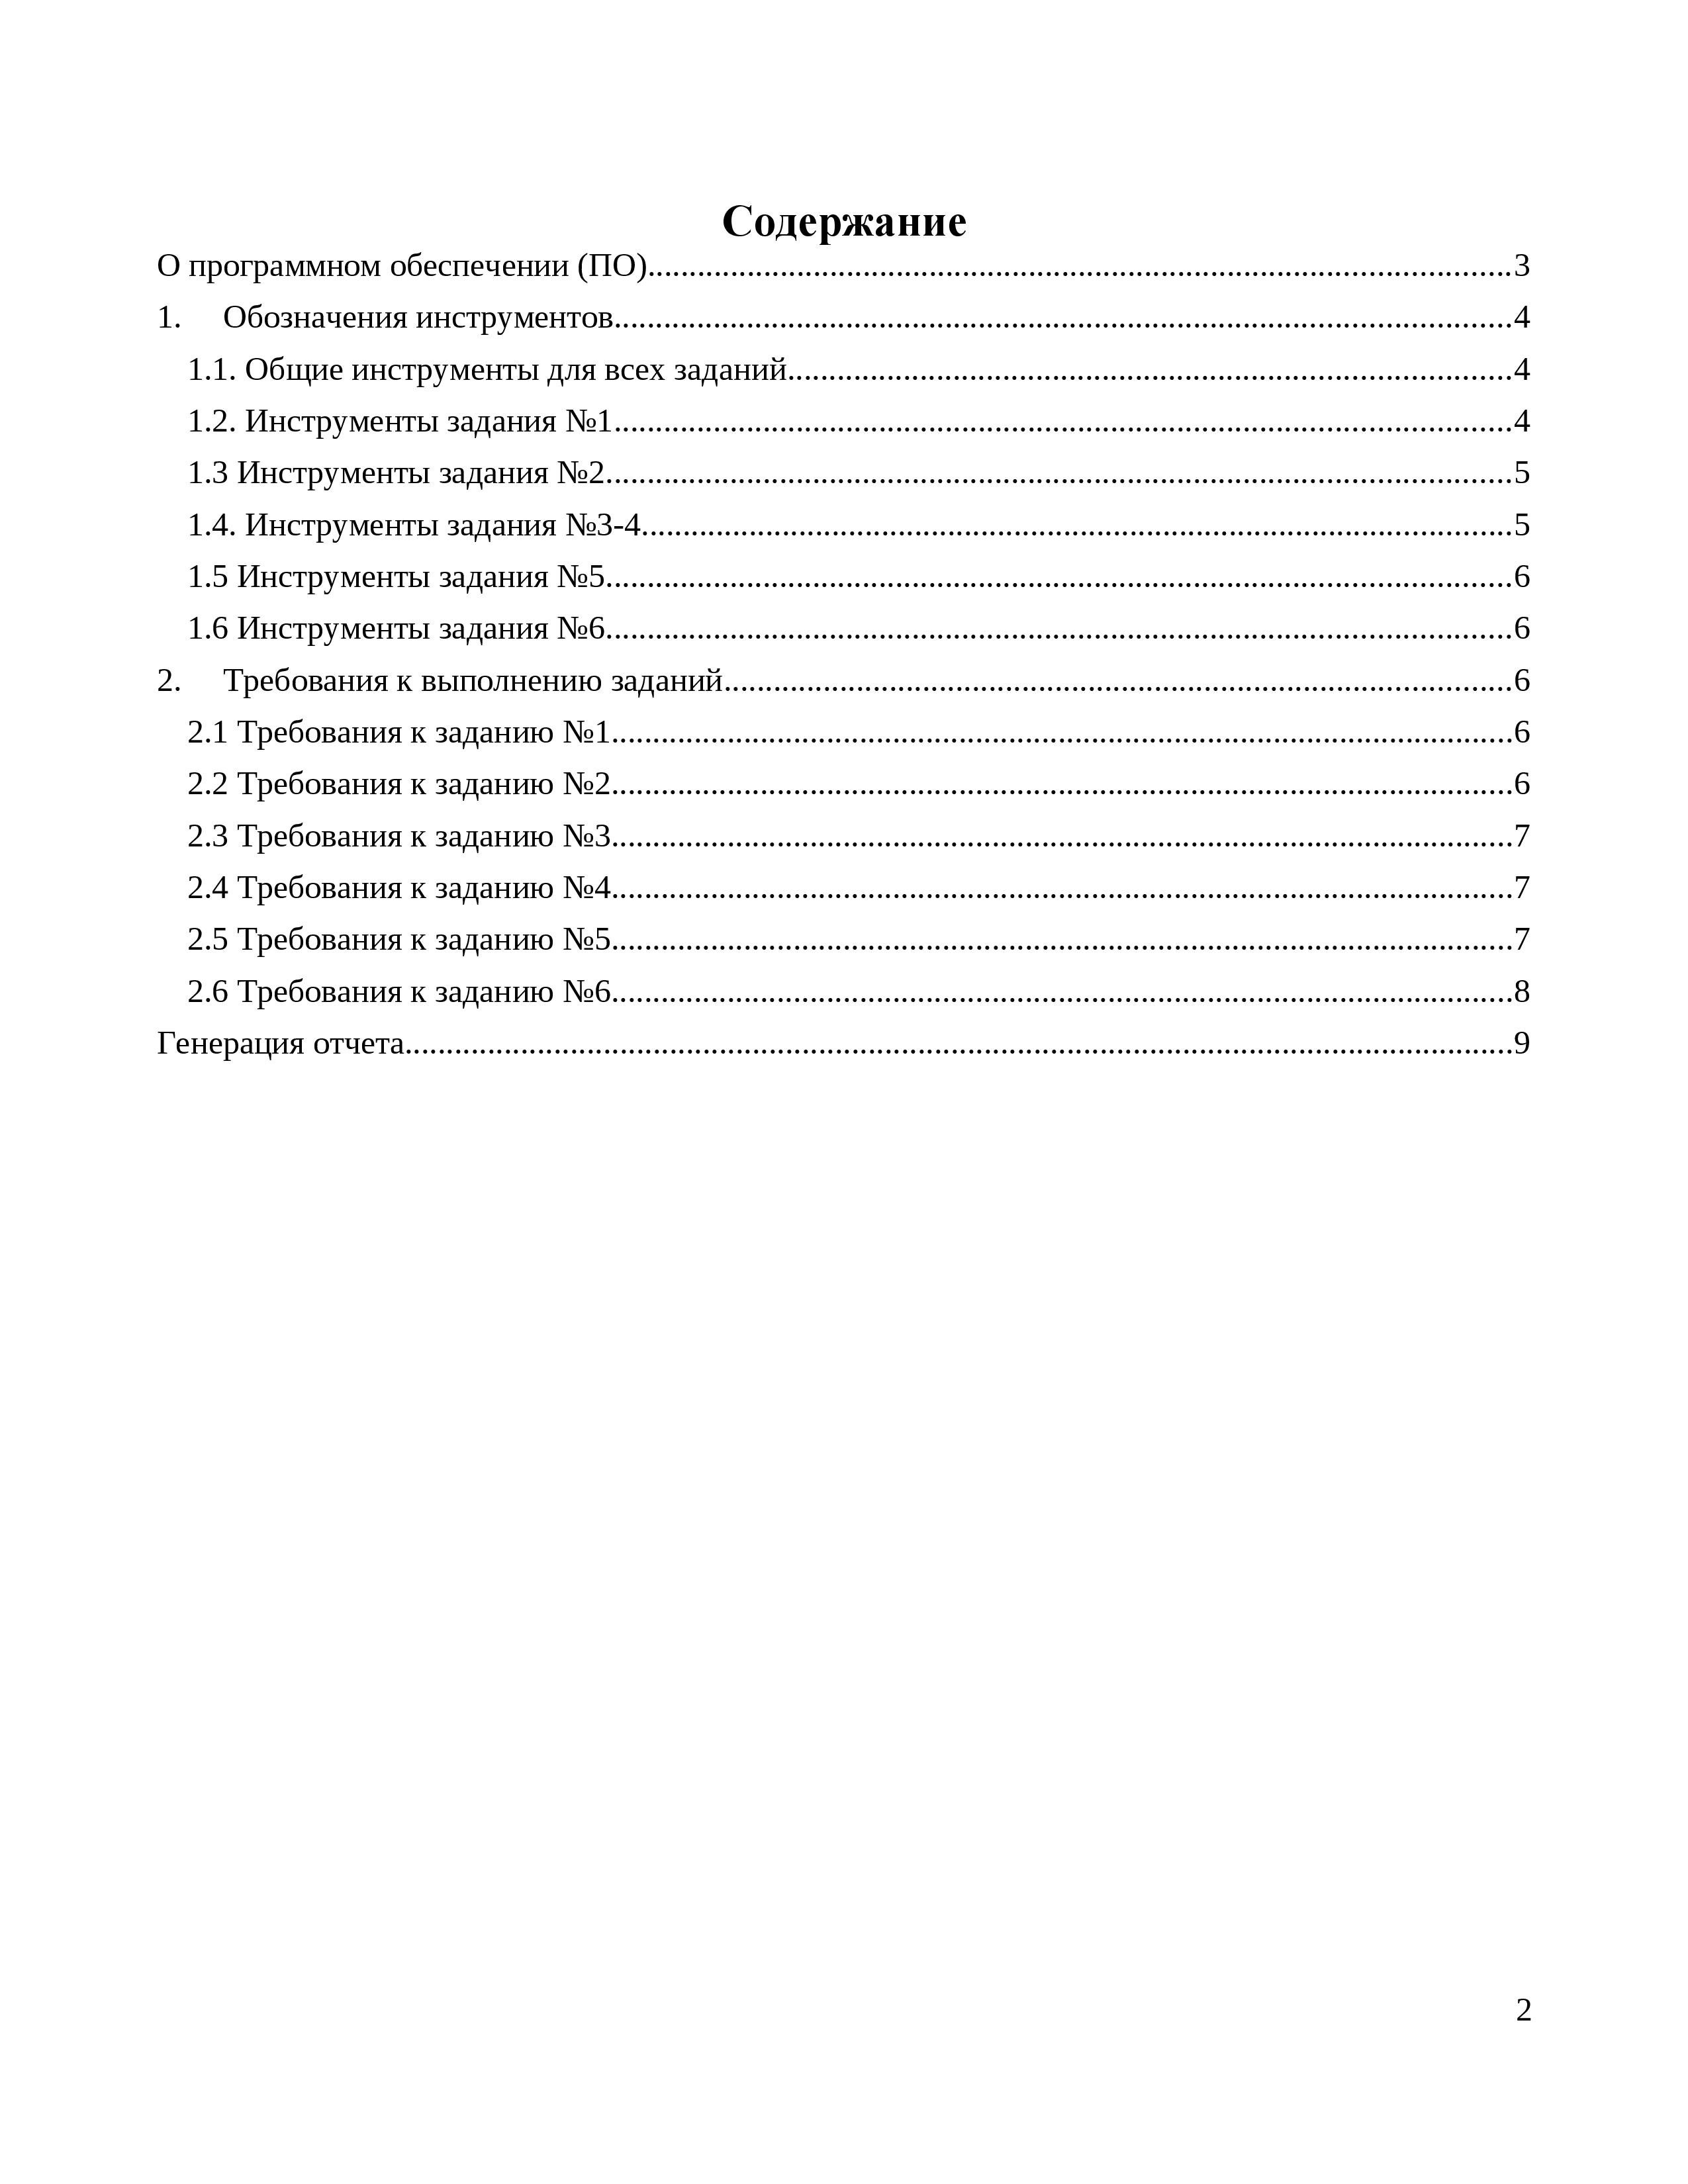 Содержание
О программном обеспечении (ПО)........................................................................................................3
1. Обозначения инструментов............................................................................................................4
1.1. Общие инструменты для всех заданий.......................................................................................4
1.2. Инструменты задания №1............................................................................................................4
1.3 Инструменты задания №2.............................................................................................................5
1.4. Инструменты задания №3-4.........................................................................................................5
1.5 Инструменты задания №5.............................................................................................................6
1.6 Инструменты задания №6.............................................................................................................6
2. Требования к выполнению заданий...............................................................................................6
2.1 Требования к заданию №1............................................................................................................6
2.2 Требования к заданию №2............................................................................................................6
2.3 Требования к заданию №3............................................................................................................7
2.4 Требования к заданию №4............................................................................................................7
2.5 Требования к заданию №5............................................................................................................7
2.6 Требования к заданию №6............................................................................................................8
Генерация отчета.....................................................................................................................................9
2